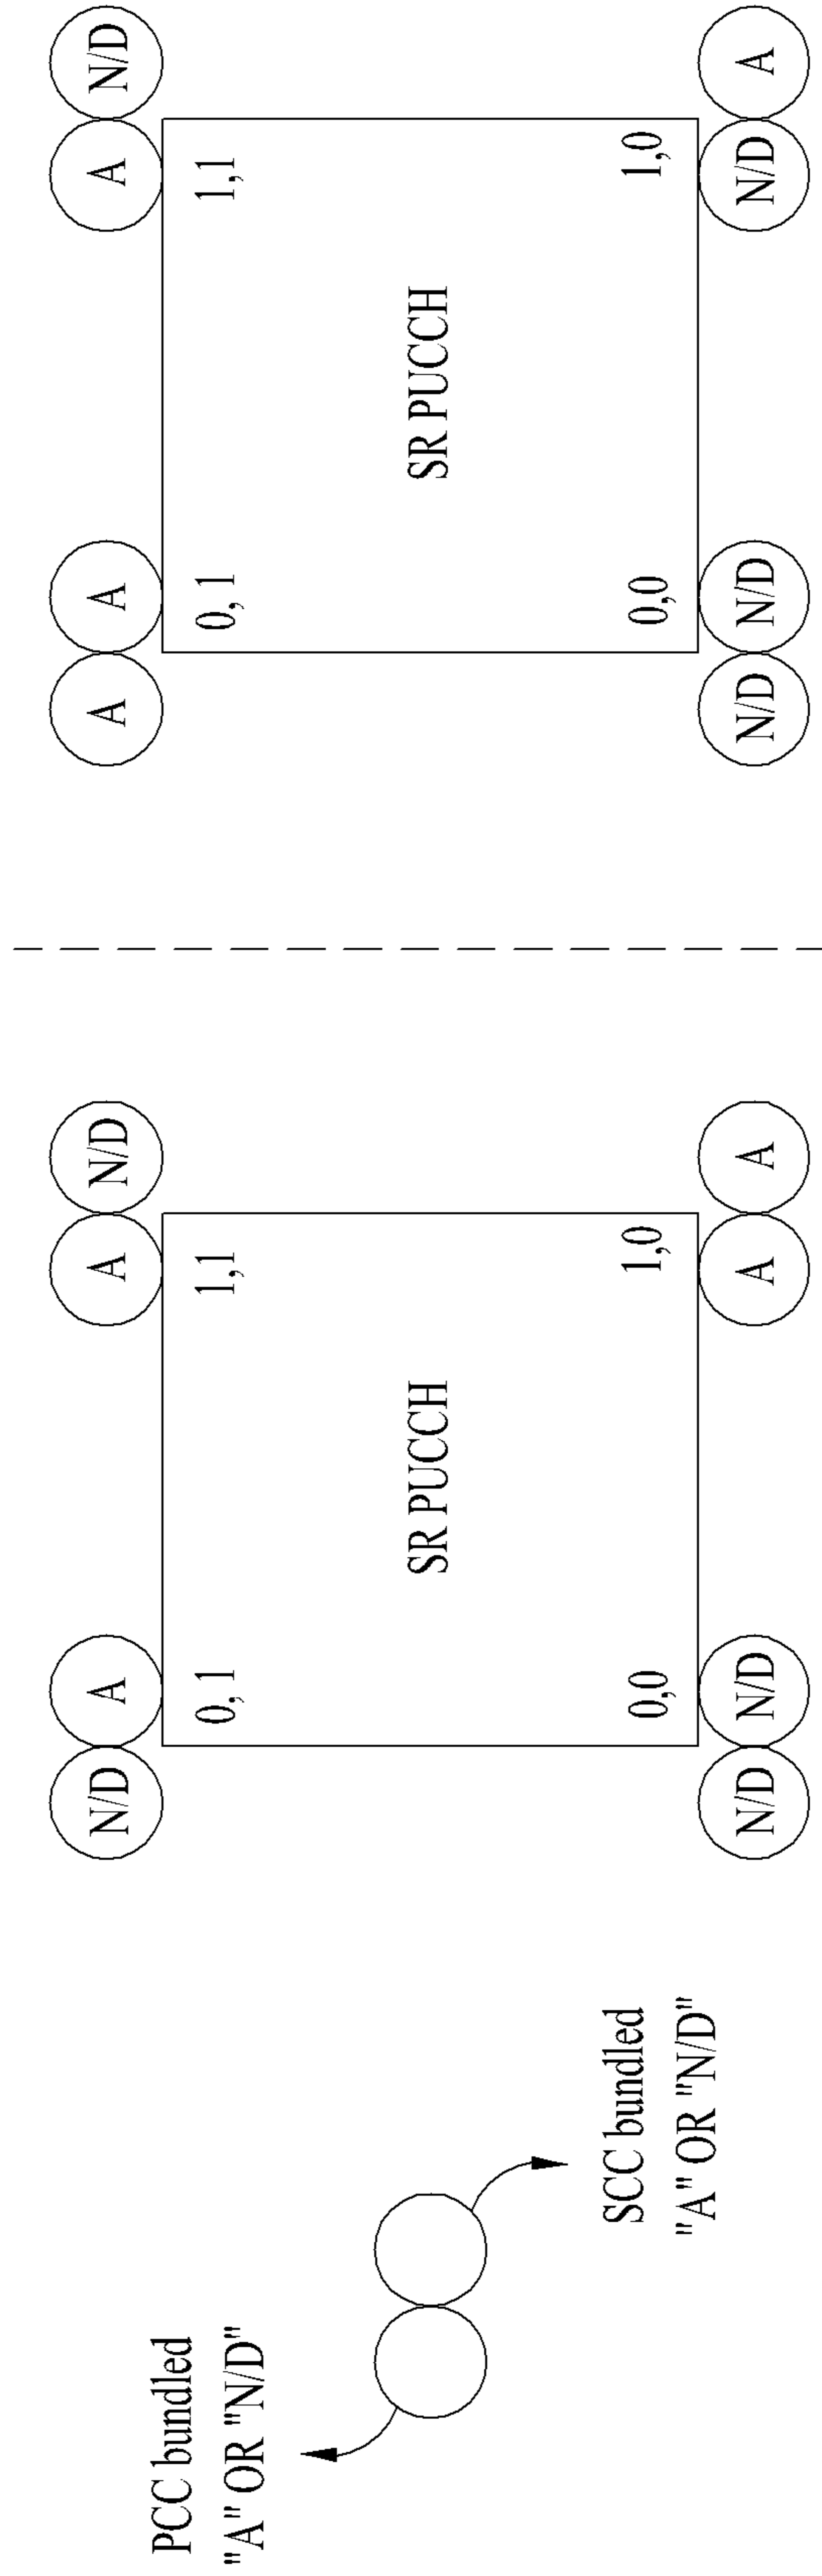 PCC bundled
"A" OR "N/D"
SCC bundled
"A" OR "N/D"
N/D A
A N/D
0, 1
1,1
SR PUCCH
0,0
1,0
N/D N/D
A A
A A
A N/D
0, 1
1,1
SR PUCCH
0,0
1,0
N/D N/D
N/D A